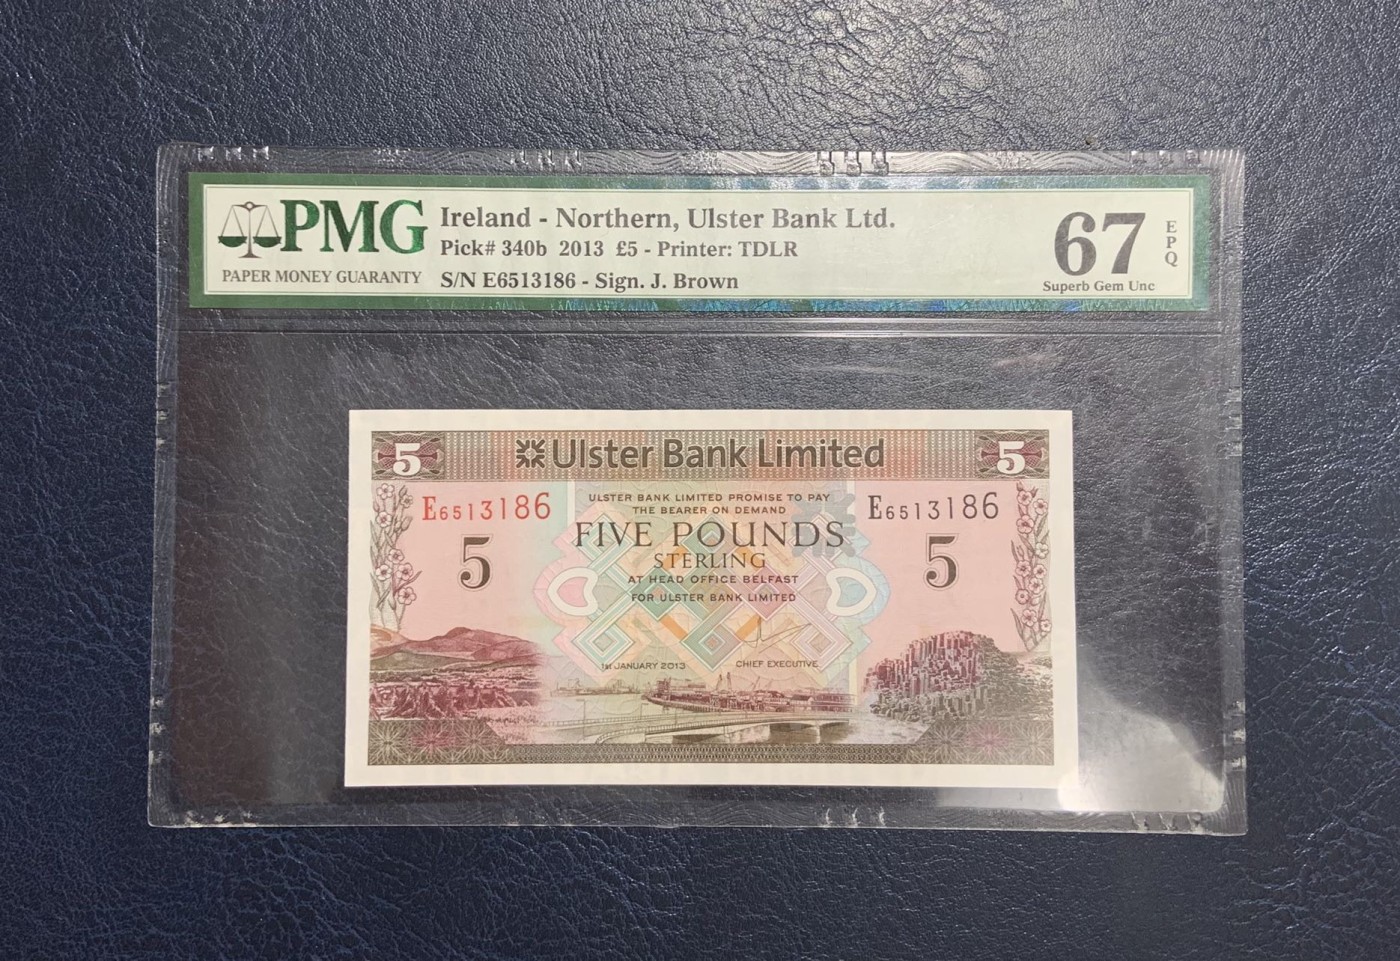 PMG
PAPER MONEY GUARANTY
Ireland - Northern, Ulster Bank Ltd.
Pick# 340b 2013 £5 - Printer: TDLR
S/N E6513186 - Sign. J. Brown
67
EPQ
Superb Gem Unc
5 Ulster Bank Limited 5
E6513186
ULSTER BANK LIMITED PROMISE TO PAY
THE BEARER ON DEMAND
E6513186
5
FIVE POUNDS
STERLING
5
AT HEAD OFFICE BELFAST
FOR ULSTER BANK LIMITED
1ST JANUARY 2013
CHIEF EXECUTIVE